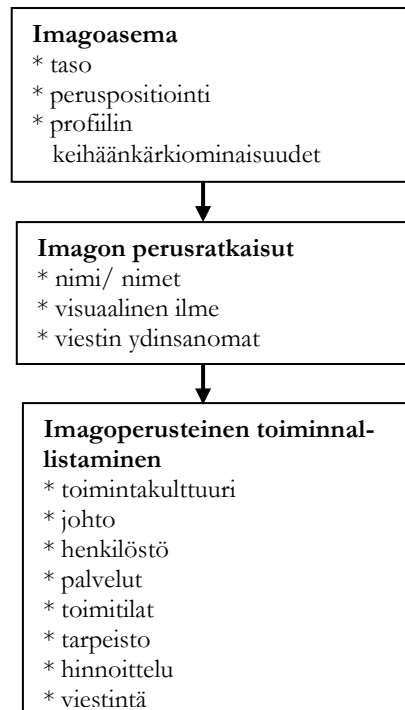 Imagoasema
* taso
* peruspositiointi
* profiilin
keihäänkärkiominaisuudet
Imagon perusratkaisut
* nimi/ nimet
* visuaalinen ilme
* viestin ydinsanomat
Imagoperusteinen toiminnal-
listaminen
* toimintakulttuuri
* johto
* henkilöstö
* palvelut
* toimitilat
* tarpeisto
* hinnoittelu
* viestintä